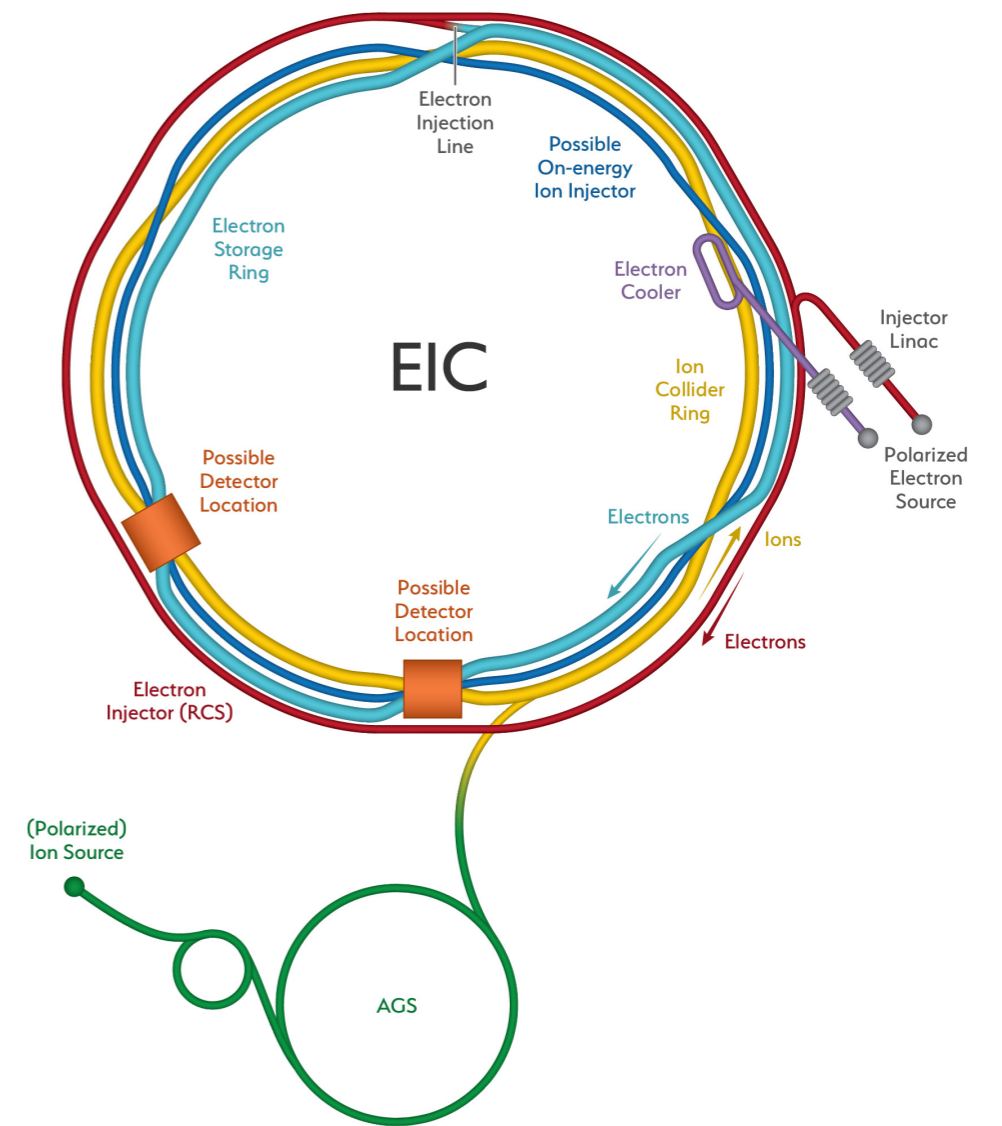 Electron
Injection
Line
Possible
On-energy
Ion Injector
Electron
Storage
Ring
Electron
Cooler
Injector
Linac
EIC
Ion
Collider
Ring
Polarized
Electron
Source
Possible
Detector
Location
Electrons
Ions
Possible
Detector
Location
Electrons
Electron
Injector (RCS)
(Polarized)
Ion Source
AGS